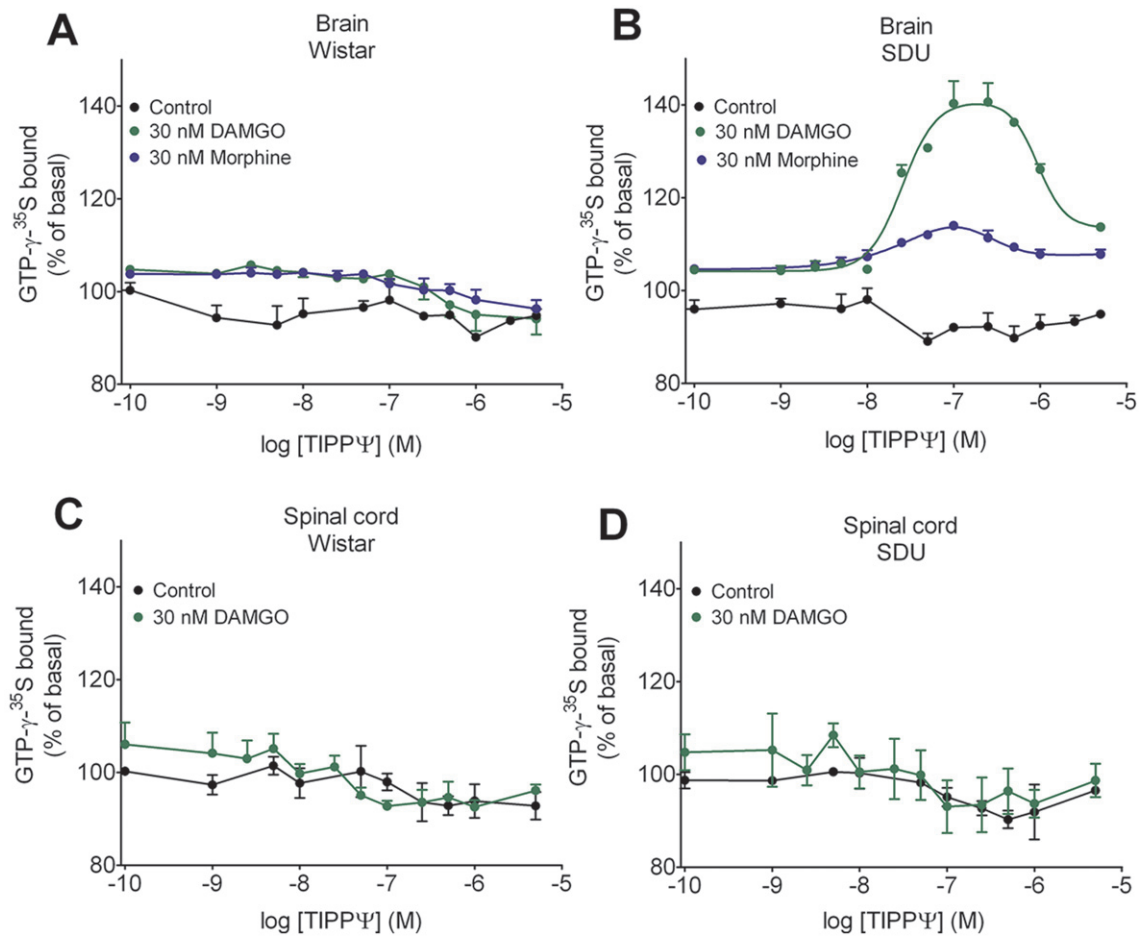 A
Brain
Wistar
GTP-γ-³⁵S bound
(% of basal)
140
120
100
80
Control
30 nM DAMGO
30 nM Morphine
-10 -9 -8 -7 -6 -5
log [TIPPΨ] (M)
B
Brain
SDU
GTP-γ-³⁵S bound
(% of basal)
140
120
100
80
Control
30 nM DAMGO
30 nM Morphine
-10 -9 -8 -7 -6 -5
log [TIPPΨ] (M)
C
Spinal cord
Wistar
GTP-γ-³⁵S bound
(% of basal)
140
120
100
80
Control
30 nM DAMGO
-10 -9 -8 -7 -6 -5
log [TIPPΨ] (M)
D
Spinal cord
SDU
GTP-γ-³⁵S bound
(% of basal)
140
120
100
80
Control
30 nM DAMGO
-10 -9 -8 -7 -6 -5
log [TIPPΨ] (M)